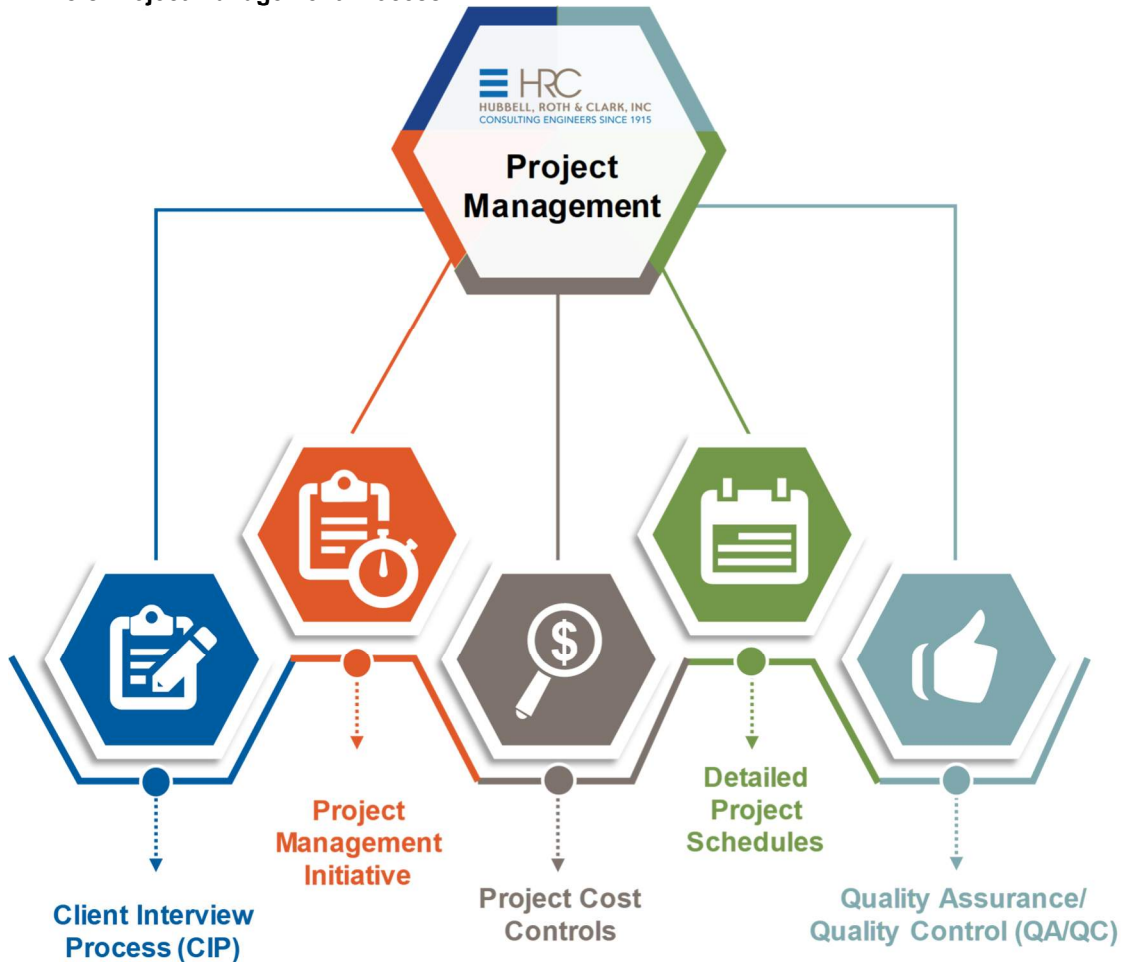 HRC
HUBBELL, ROTH & CLARK, INC
CONSULTING ENGINEERS SINCE 1915
Project
Management
$
Project
Management
Initiative
Detailed
Project
Schedules
Client Interview
Process (CIP)
Project Cost
Controls
Quality Assurance/
Quality Control (QA/QC)